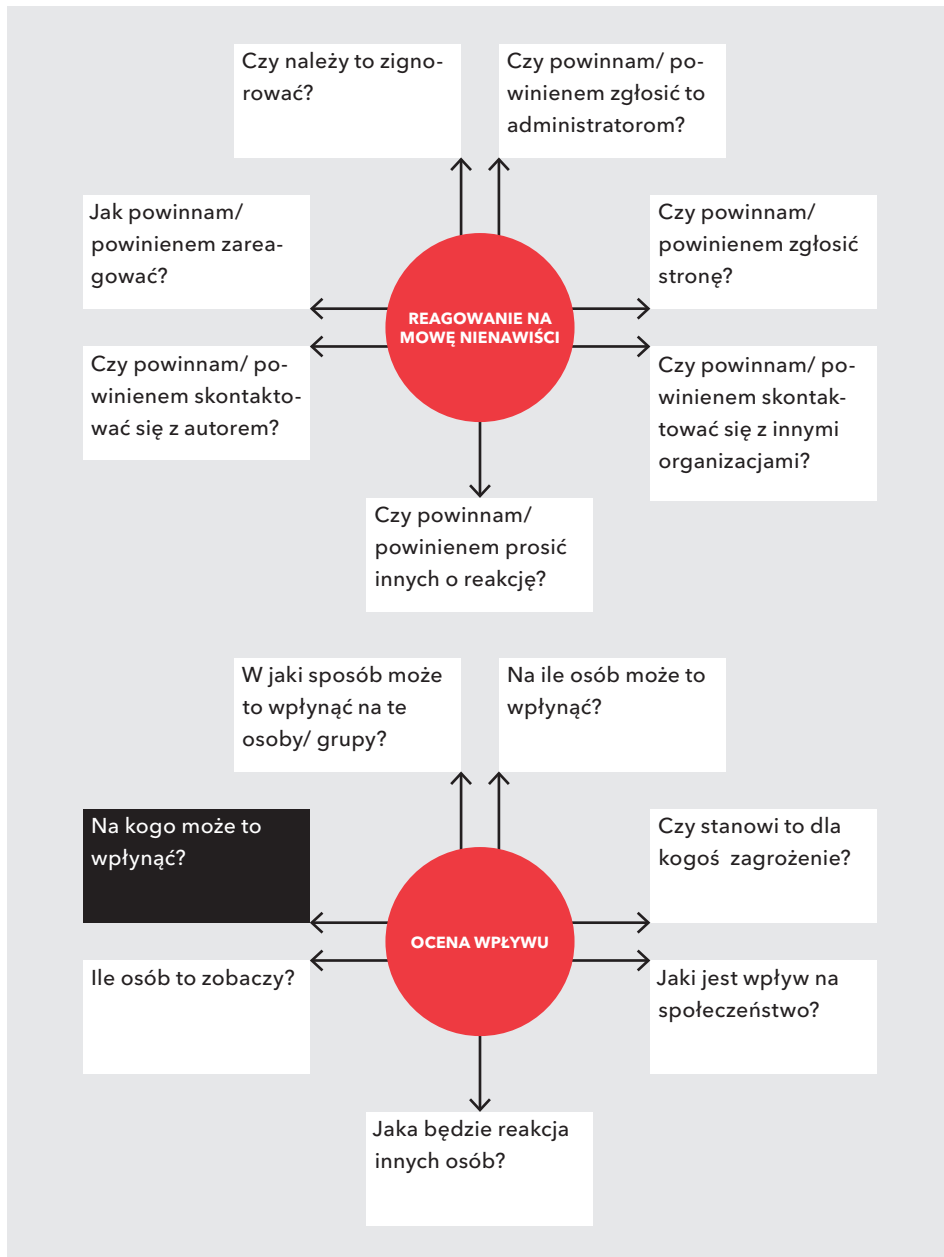 Czy należy to zigno-
rować?
Czy powinnam/ po-
winienem zgłosić to
administratorom?
Jak powinnam/
powinienem zarea-
gować?
Czy powinnam/
powinienem zgłosić
stronę?
REAGOWANIE NA
MOWĘ NIENAWIŚCI
Czy powinnam/ po-
winienem skontakto-
wać się z autorem?
Czy powinnam/ po-
winienem skontak-
tować się z innymi
organizacjami?
Czy powinnam/
powinienem prosić
innych o reakcję?
W jaki sposób może
to wpłynąć na te
osoby/ grupy?
Na ile osób może to
wpłynąć?
Na kogo może to
wpłynąć?
Czy stanowi to dla
kogoś zagrożenie?
OCENA WPŁYWU
Ile osób to zobaczy?
Jaki jest wpływ na
społeczeństwo?
Jaka będzie reakcja
innych osób?